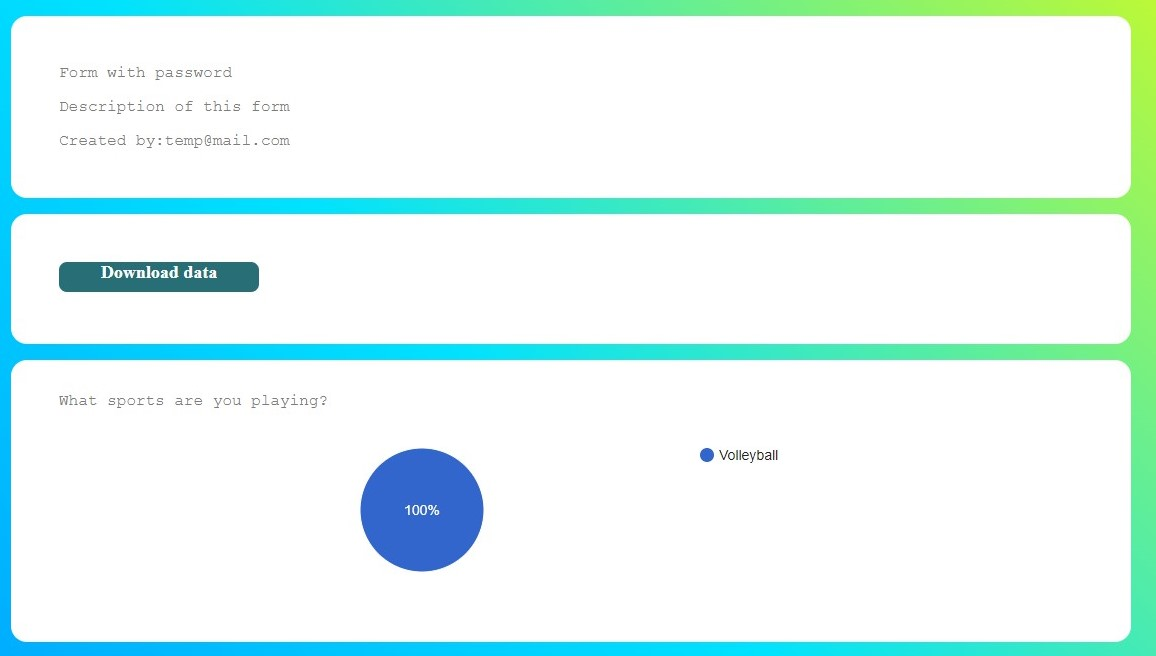 Form with password
Description of this form
Created by:temp@mail.com
Download data
What sports are you playing?
Volleyball
100%